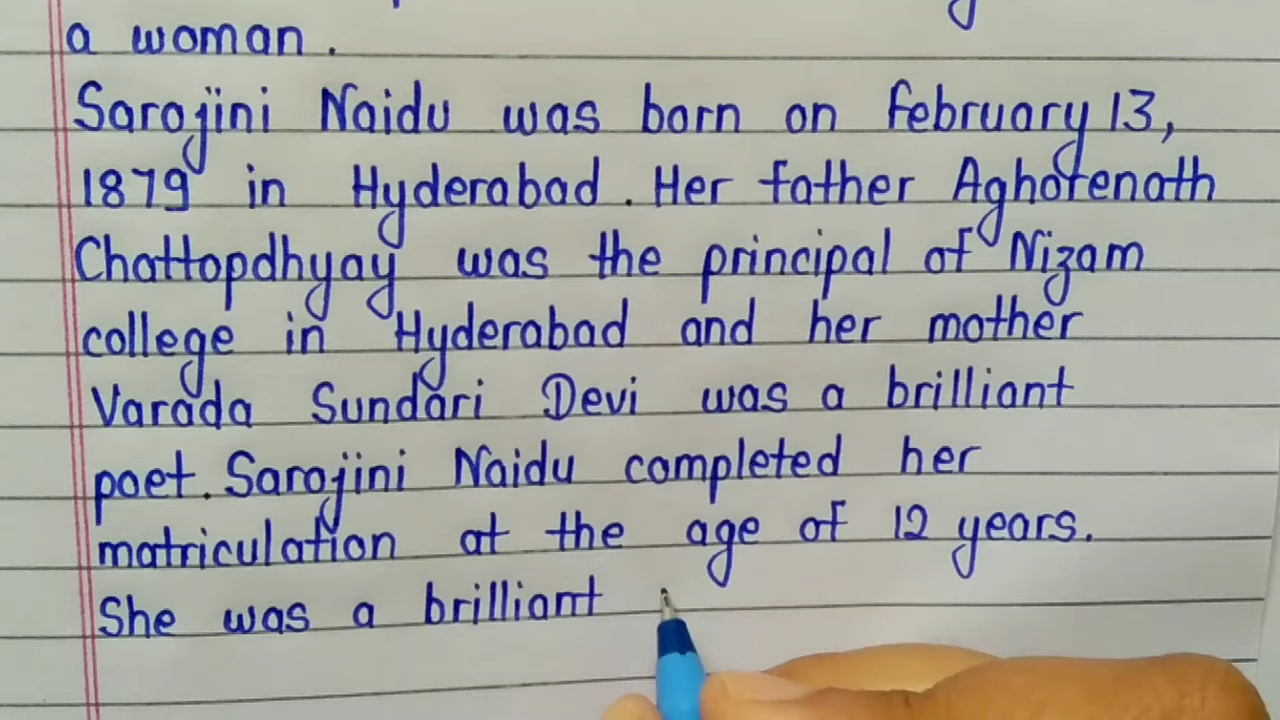 a woman.
Sarojini Naidu was born on February 13,
1879 in Hyderabad. Her father Aghorenath
Chattopdhyay was the principal of Nizam
college in Hyderabad and her mother
Varada Sundari Devi was a brilliant
poet. Sarojini Naidu completed her
matriculation at the age of 12 years.
She was a brilliant